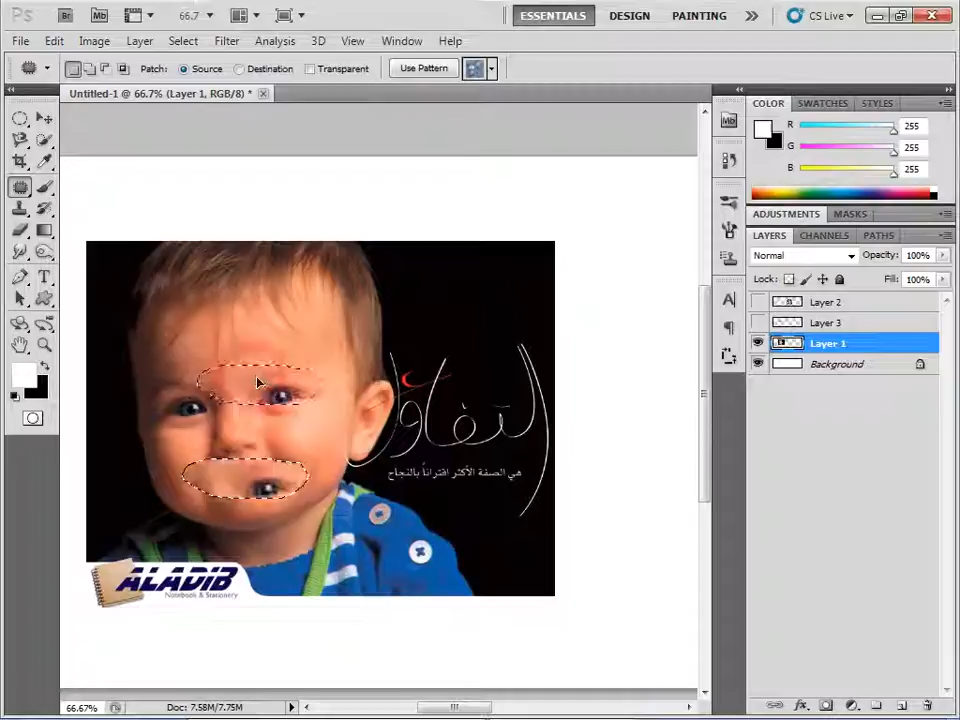 Ps Br Mb 66.7 ESSENTIALS DESIGN PAINTING CS Live
File Edit Image Layer Select Filter Analysis 3D View Window Help
Patch: Source Destination Transparent Use Pattern
Untitled-1 @ 66.7% (Layer 1, RGB/8) *
COLOR SWATCHES STYLES
R 255
G 255
B 255
ADJUSTMENTS MASKS
LAYERS CHANNELS PATHS
Normal Opacity: 100%
Lock: Fill: 100%
Layer 2
Layer 3
Layer 1
Background
التفاؤل
هي الصفة الأكثر اقتراناً بالنجاح
ALADIB
Notebook & Stationery
66.67% Doc: 7.58M/7.75M